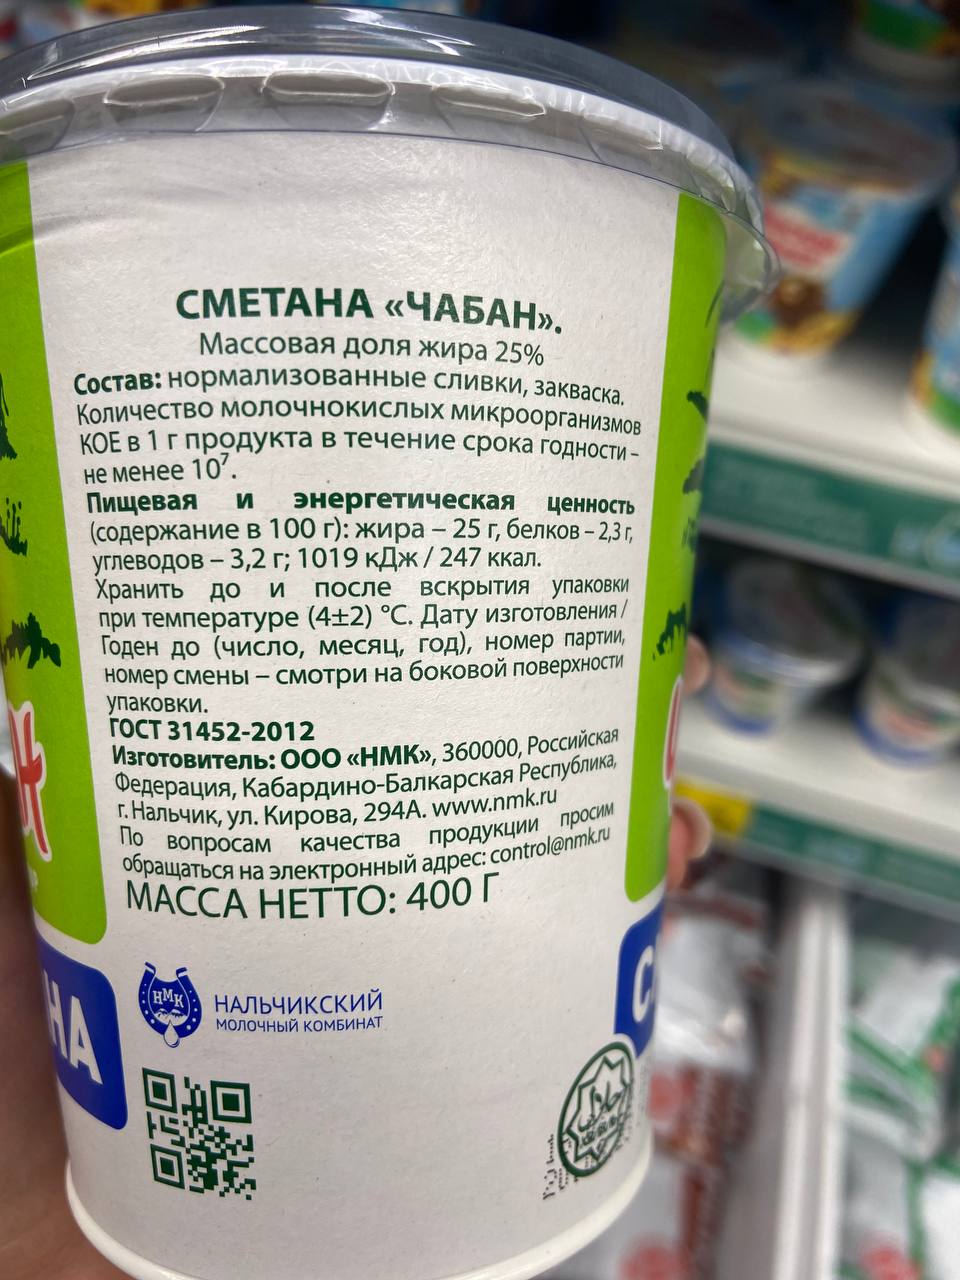 СМЕТАНА «ЧАБАН».
Массовая доля жира 25%
Состав: нормализованные сливки, закваска.
Количество молочнокислых микроорганизмов
КОЕ в 1 г продукта в течение срока годности –
не менее 10⁷.
Пищевая и энергетическая ценность
(содержание в 100 г): жира – 25 г, белков – 2,3 г,
углеводов – 3,2 г; 1019 кДж / 247 ккал.
Хранить до и после вскрытия упаковки
при температуре (4±2) °С. Дату изготовления /
Годен до (число, месяц, год), номер партии,
номер смены – смотри на боковой поверхности
упаковки.
ГОСТ 31452-2012
Изготовитель: ООО «НМК», 360000, Российская
Федерация, Кабардино-Балкарская Республика,
г. Нальчик, ул. Кирова, 294А. www.nmk.ru
По вопросам качества продукции просим
обращаться на электронный адрес: control@nmk.ru
МАССА НЕТТО: 400 Г
НМК
НАЛЬЧИКСКИЙ
МОЛОЧНЫЙ КОМБИНАТ
НА
С